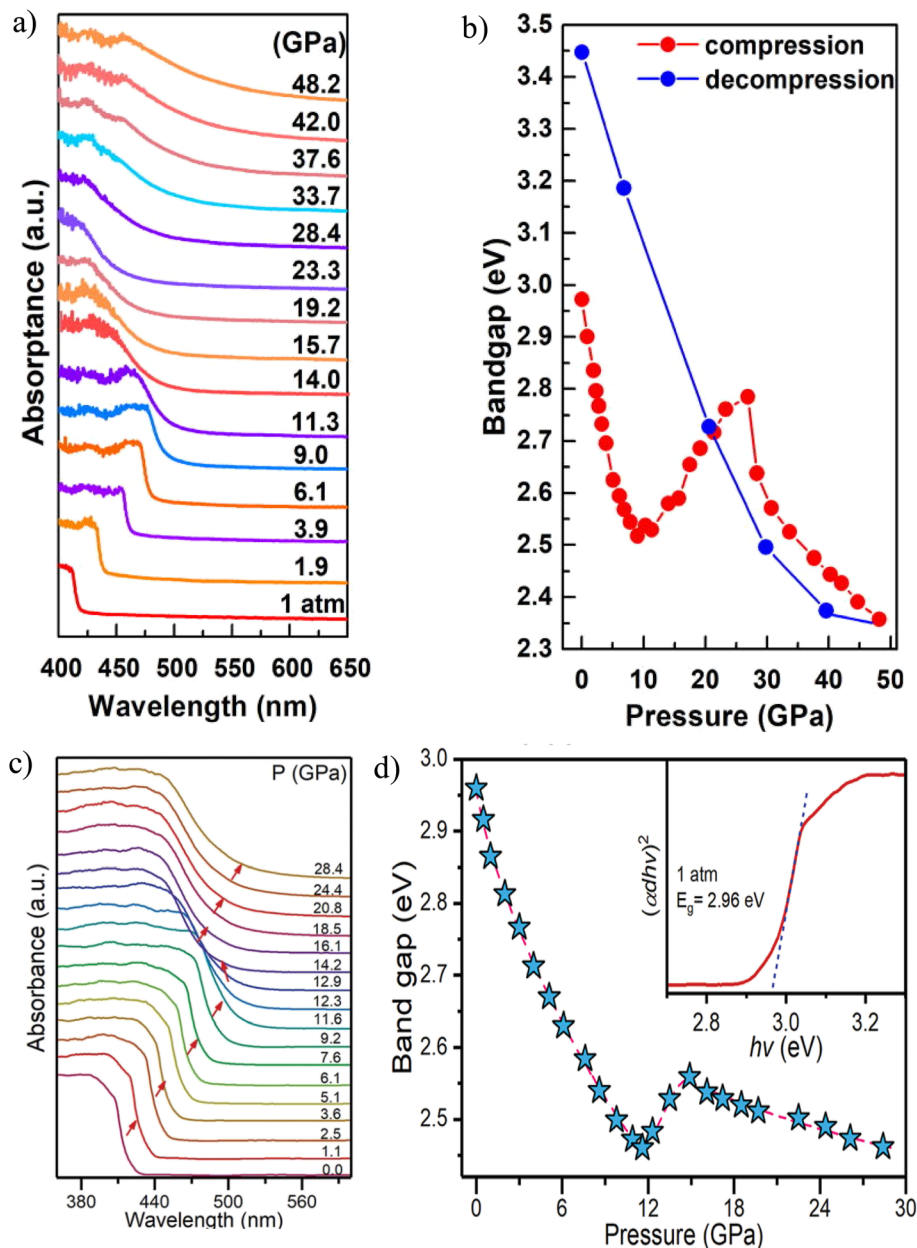 a)
(GPa)
48.2
42.0
37.6
33.7
28.4
23.3
19.2
15.7
14.0
11.3
9.0
6.1
3.9
1.9
1 atm
Absorptance (a.u.)
400 450 500 550 600 650
Wavelength (nm)
b)
compression
decompression
3.5
3.4
3.3
3.2
3.1
3.0
2.9
2.8
2.7
2.6
2.5
2.4
2.3
Bandgap (eV)
0 10 20 30 40 50
Pressure (GPa)
c)
P (GPa)
28.4
24.4
20.8
18.5
16.1
14.2
12.9
12.3
11.6
9.2
7.6
6.1
5.1
3.6
2.5
1.1
0.0
Absorbance (a.u.)
380 440 500 560
Wavelength (nm)
d)
3.0
2.9
2.8
2.7
2.6
2.5
Band gap (eV)
0 6 12 18 24 30
Pressure (GPa)
(αdhν)²
1 atm
E_g= 2.96 eV
2.8 3.0 3.2
hν (eV)